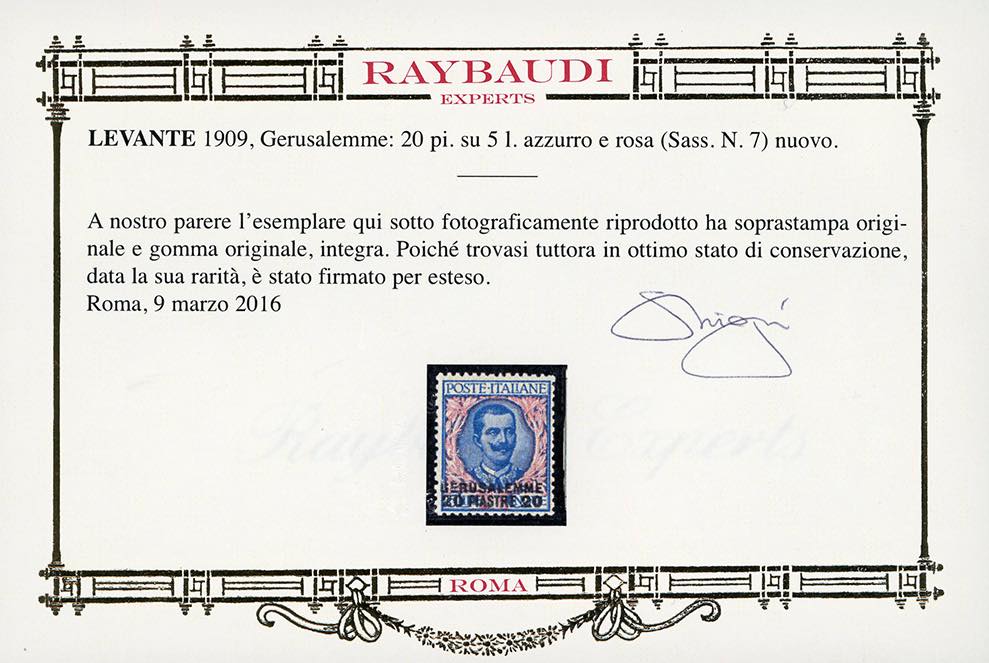 RAYBAUDI
EXPERTS
LEVANTE 1909, Gerusalemme: 20 pi. su 5 l. azzurro e rosa (Sass. N. 7) nuovo.
A nostro parere l'esemplare qui sotto fotograficamente riprodotto ha soprastampa origi-
nale e gomma originale, integra. Poiché trovasi tuttora in ottimo stato di conservazione,
data la sua rarità, è stato firmato per esteso.
Roma, 9 marzo 2016
POSTE·ITALIANE
GERUSALEMME
20 PIASTRE 20
Experts
ROMA